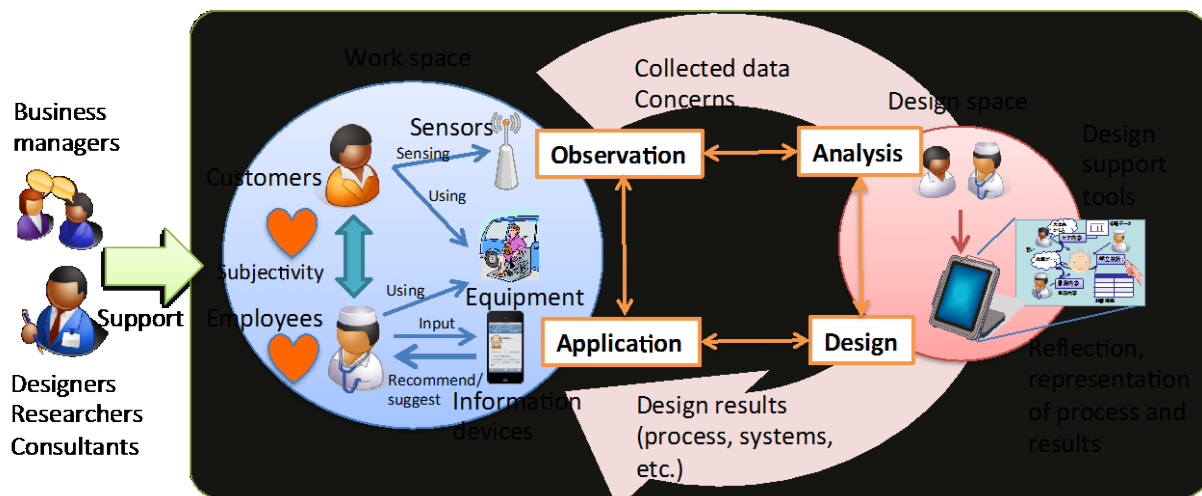 Business
managers
Support
Designers
Researchers
Consultants
Work space
Sensors
Sensing
Customers
Using
Subjectivity
Using
Equipment
Employees
Input
Recommend/
suggest
Information
devices
Collected data
Concerns
Observation
Analysis
Application
Design
Design results
(process, systems,
etc.)
Design space
Design
support
tools
Reflection,
representation
of process and
results